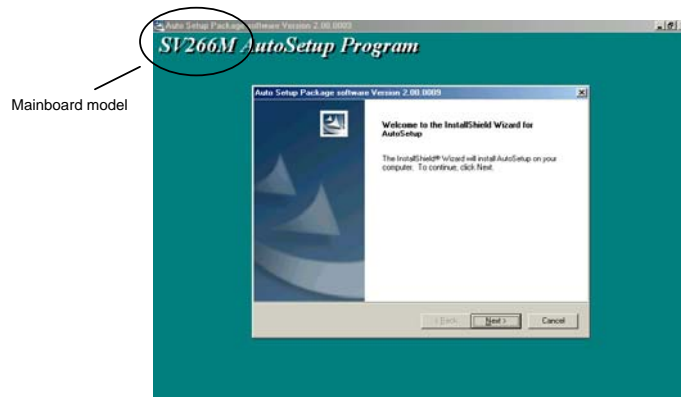 Auto Setup Package software Version 2.00.0009
SV266M AutoSetup Program
Mainboard model
Auto Setup Package software Version 2.00.0009
Welcome to the InstallShield Wizard for
AutoSetup
The InstallShield® Wizard will install AutoSetup on your
computer. To continue, click Next.
< Back
Next >
Cancel